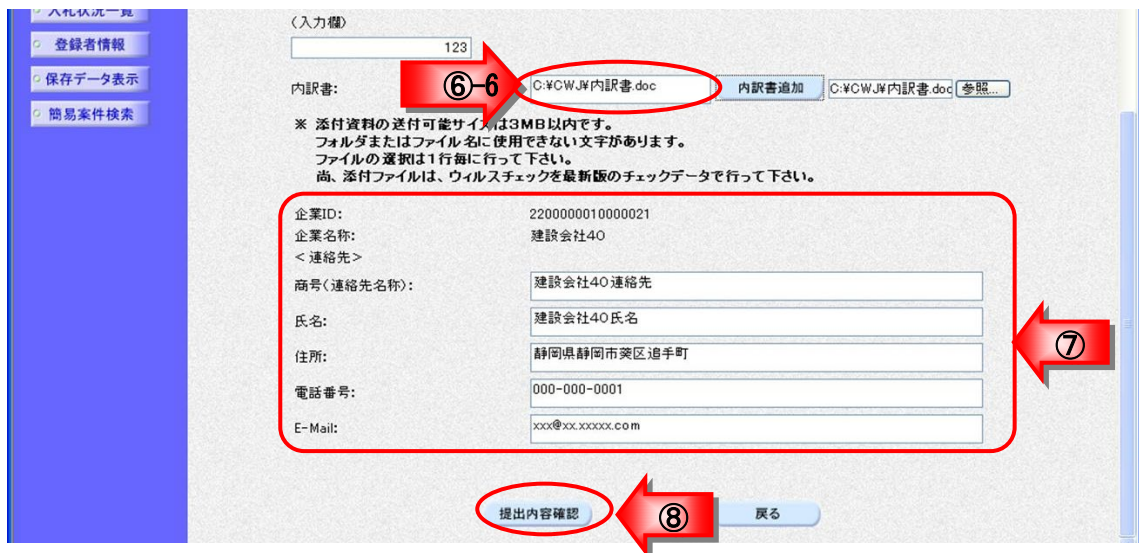 入札状況一覧
登録者情報
保存データ表示
簡易案件検索
(入力欄)
123
内訳書:
⑥-6
C:¥CWJ¥内訳書.doc
内訳書追加
C:¥CWJ¥内訳書.doc
参照...
※ 添付資料の送付可能サイズは3MB以内です。
フォルダまたはファイル名に使用できない文字があります。
ファイルの選択は1行毎に行って下さい。
尚、添付ファイルは、ウィルスチェックを最新版のチェックデータで行って下さい。
企業ID: 2200000010000021
企業名称: 建設会社40
<連絡先>
商号(連絡先名称): 建設会社40連絡先
氏名: 建設会社40氏名
住所: 静岡県静岡市葵区追手町
電話番号: 000-000-0001
E-Mail: xxx@xx.xxxxx.com
⑦
提出内容確認
⑧
戻る